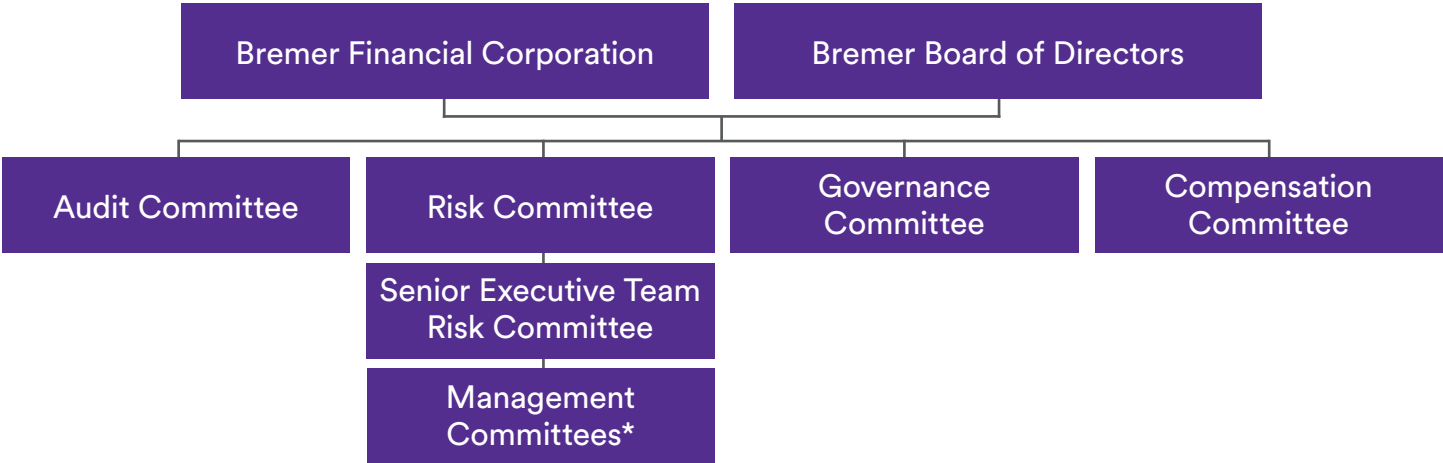 Bremer Financial Corporation
Bremer Board of Directors
Audit Committee
Risk Committee
Governance
Committee
Compensation
Committee
Senior Executive Team
Risk Committee
Management
Committees*